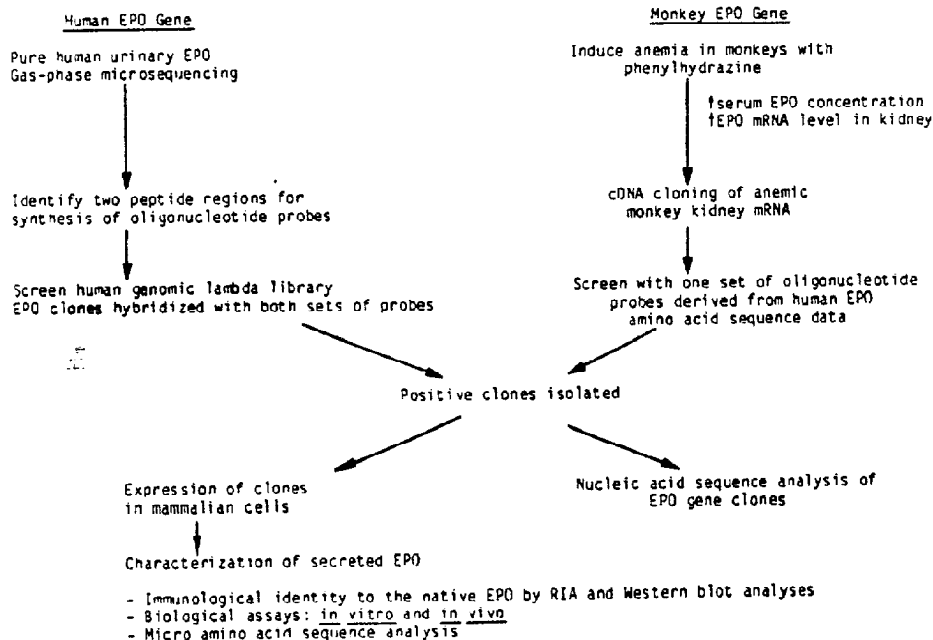 Human EPO Gene
Pure human urinary EPO
Gas-phase microsequencing
Identify two peptide regions for
synthesis of oligonucleotide probes
Screen human genomic lambda library
EPO clones hybridized with both sets of probes
Monkey EPO Gene
Induce anemia in monkeys with
phenylhydrazine
↑serum EPO concentration
↑EPO mRNA level in kidney
cDNA cloning of anemic
monkey kidney mRNA
Screen with one set of oligonucleotide
probes derived from human EPO
amino acid sequence data
Positive clones isolated
Expression of clones
in mammalian cells
Nucleic acid sequence analysis of
EPO gene clones
Characterization of secreted EPO
- Immunological identity to the native EPO by RIA and Western blot analyses
- Biological assays: in vitro and in vivo
- Micro amino acid sequence analysis